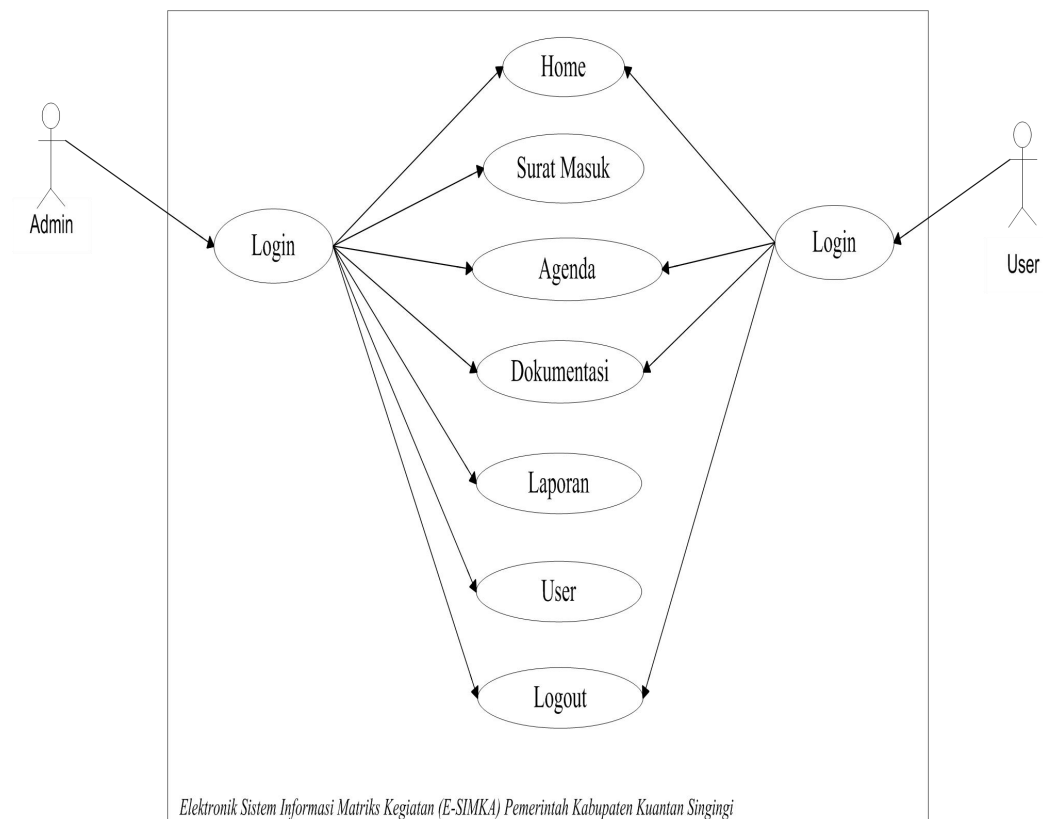 Home
Surat Masuk
Admin
Login
Agenda
Login
User
Dokumentasi
Laporan
User
Logout
Elektronik Sistem Informasi Matriks Kegiatan (E-SIMKA) Pemerintah Kabupaten Kuantan Singingi